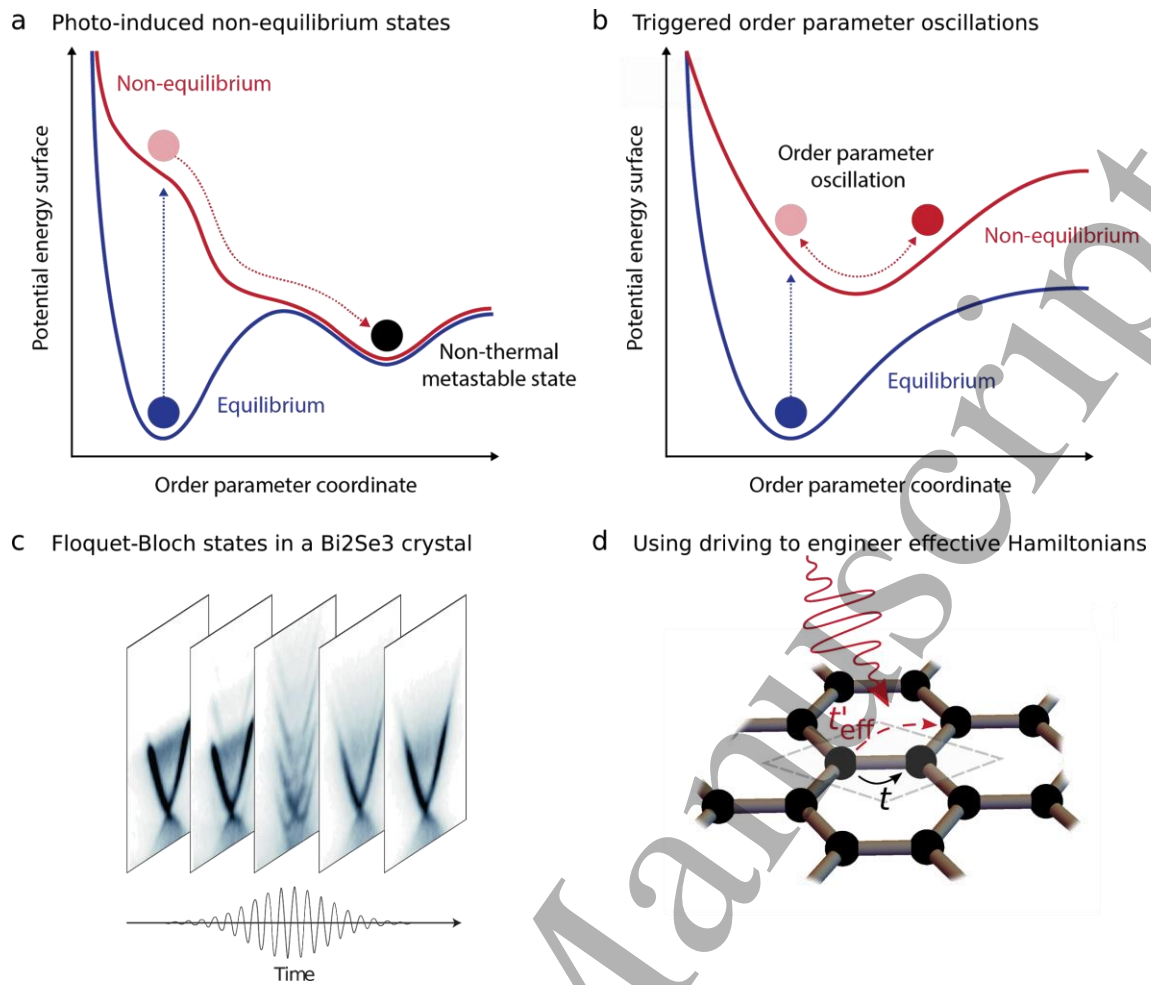 a Photo-induced non-equilibrium states
Non-equilibrium
Potential energy surface
Equilibrium
Non-thermal
metastable state
Order parameter coordinate
b Triggered order parameter oscillations
Order parameter
oscillation
Potential energy surface
Non-equilibrium
Equilibrium
Order parameter coordinate
c Floquet-Bloch states in a Bi2Se3 crystal
Time
d Using driving to engineer effective Hamiltonians
t'eff
t
Manuscript